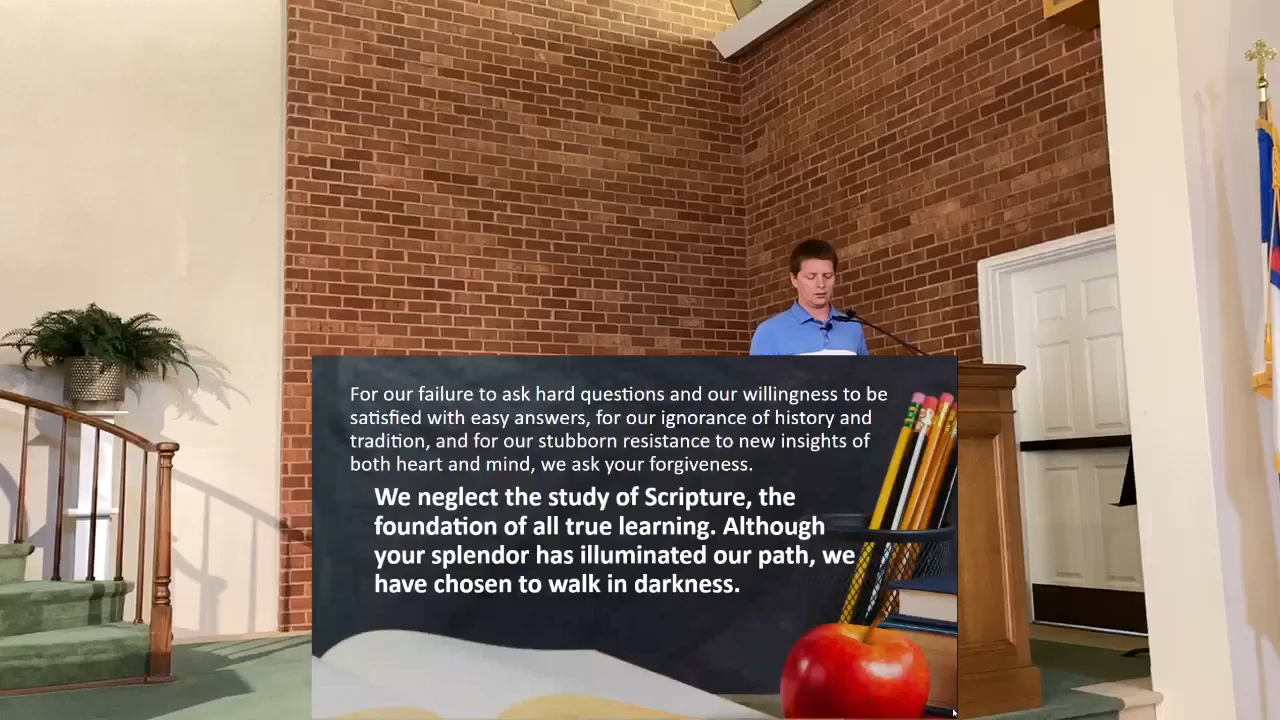 For our failure to ask hard questions and our willingness to be
satisfied with easy answers, for our ignorance of history and
tradition, and for our stubborn resistance to new insights of
both heart and mind, we ask your forgiveness.
We neglect the study of Scripture, the
foundation of all true learning. Although
your splendor has illuminated our path, we
have chosen to walk in darkness.